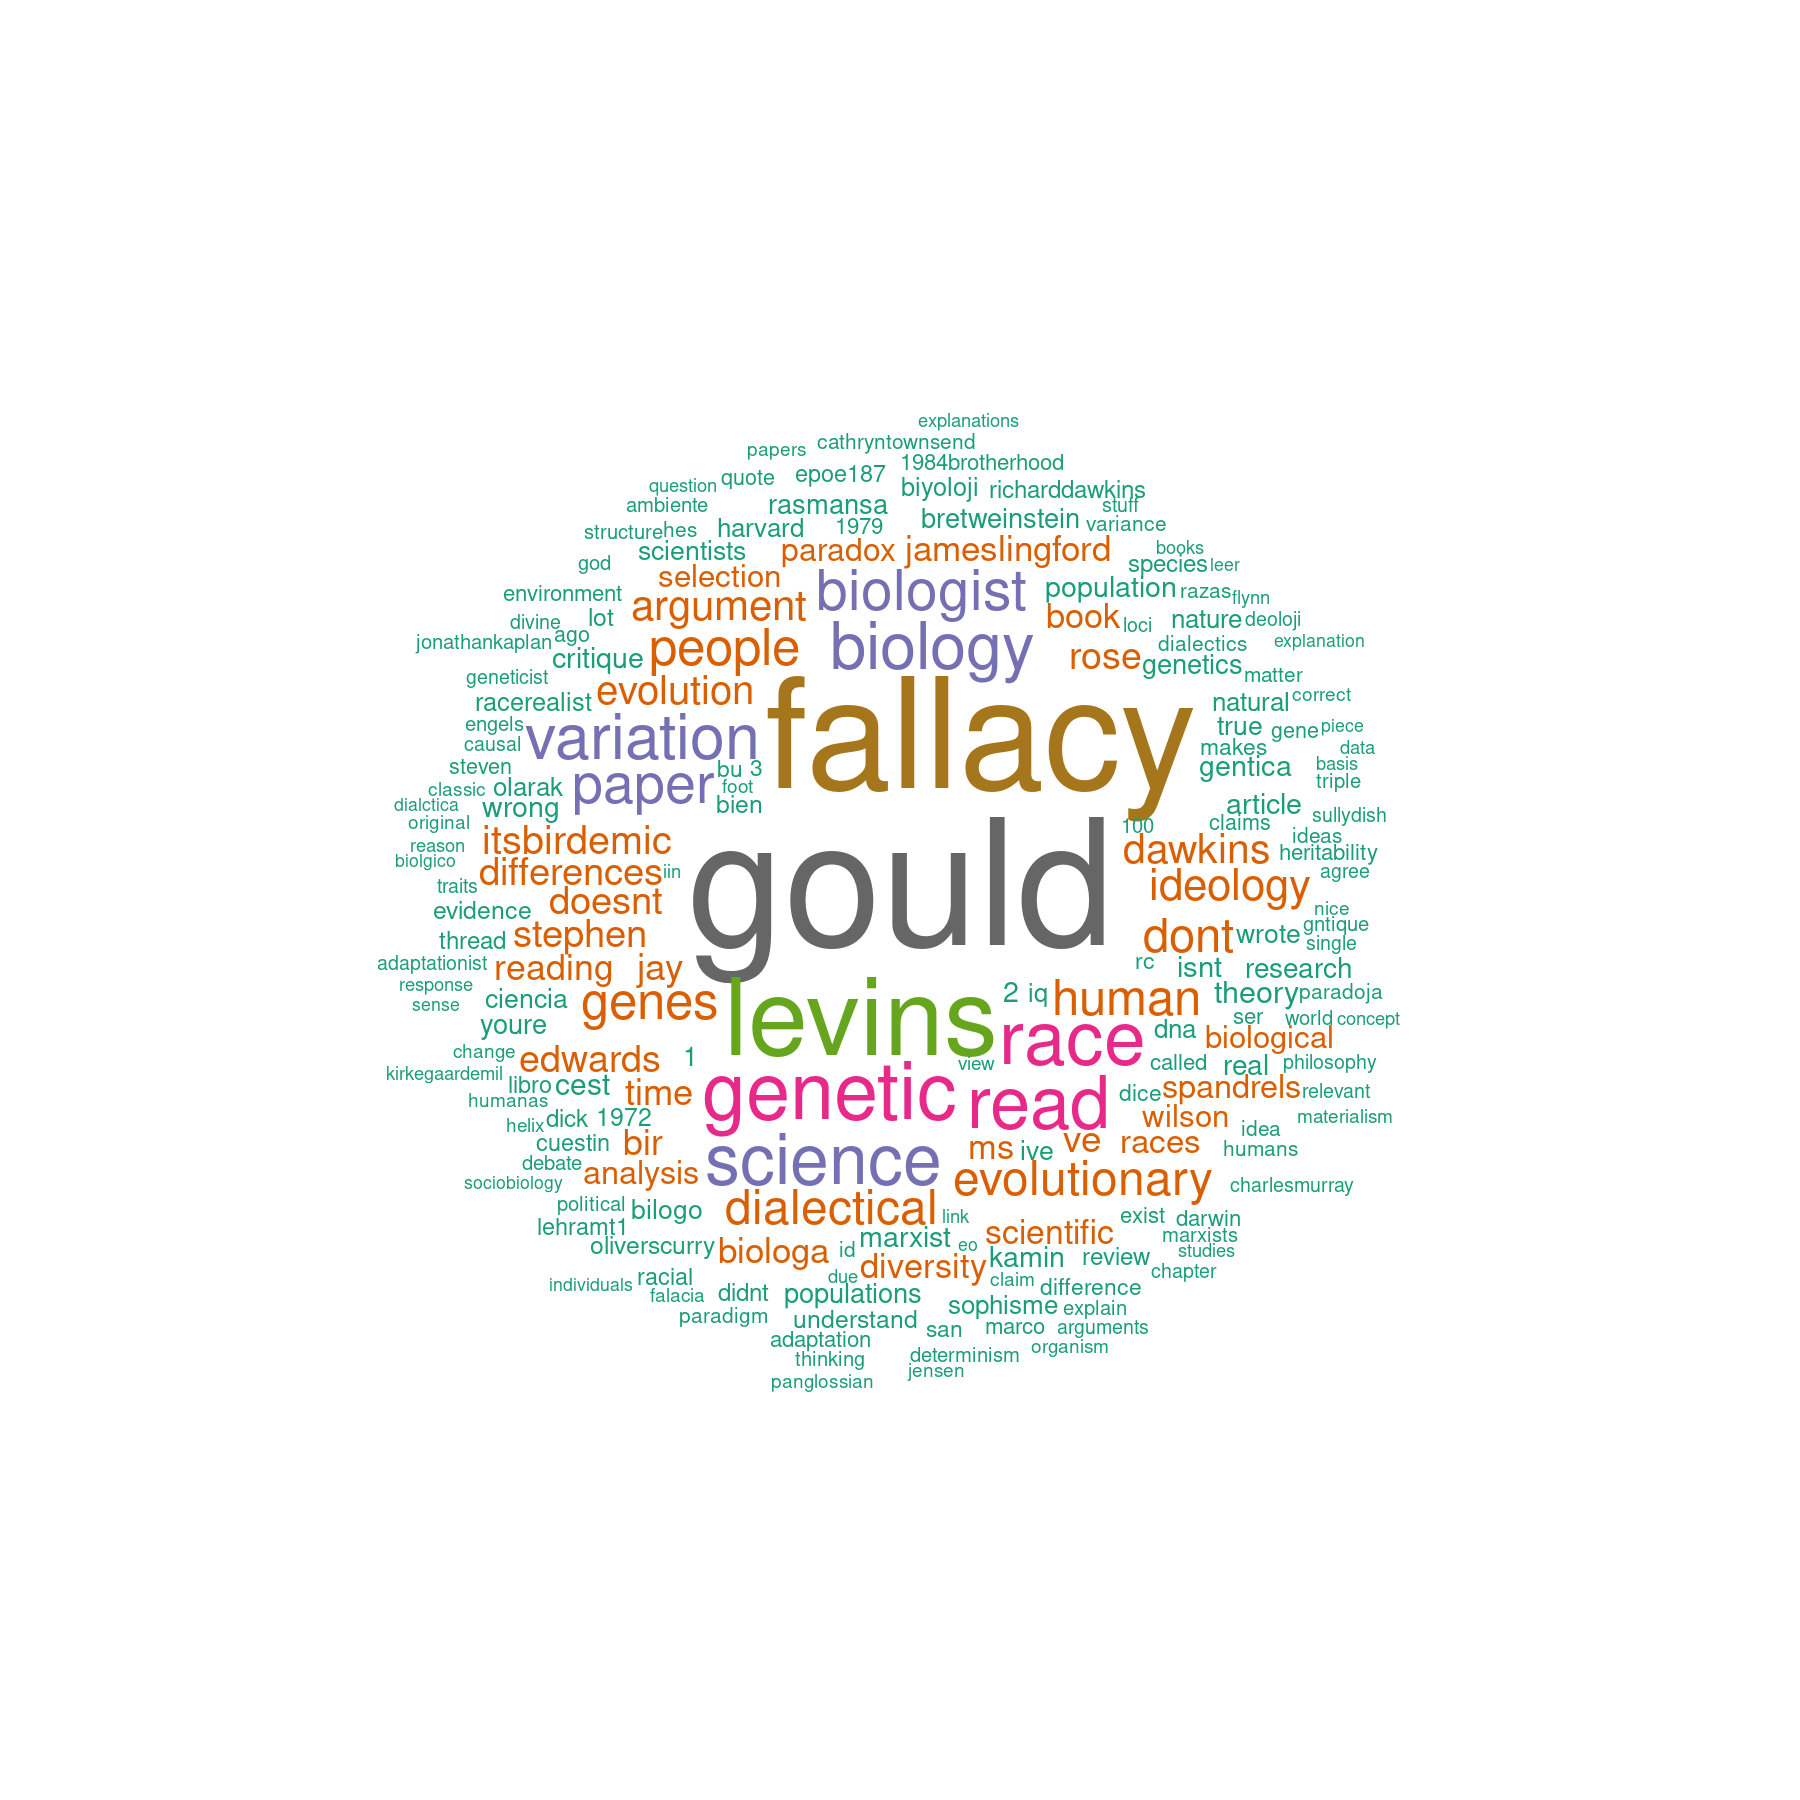 explanations
papers cathryntownsend
question quote epoe187 1984brotherhood
ambiente rasmansa biyoloji richarddawkins
structure hes harvard 1979 bretweinstein stuff variance
god scientists paradox jameslingford books
environment selection biologist species leer
divine lot argument population razas flynn
jonathankaplan ago people biology book loci nature deoloji
critique rose dialectics explanation
geneticist evolution genetics matter
racerealist fallacy natural correct
engels variation true gene piece
causal makes data
steven paper bu 3 gentica basis
classic olarak foot triple
dialctica wrong bien article
original 100 claims sullydish
reason itsbirdemic gould dawkins ideas
biolgico differences iin heritability
traits doesnt ideology agree
evidence nice
thread stephen dont wrote gntique
adaptationist reading jay single
response rc isnt research
sense ciencia genes levins 2 iq human theory paradoja
youre race dna ser world concept
change edwards 1 view biological
kirkegaardemil libro cest genetic called real philosophy
humanas time read dice spandrels relevant
helix dick 1972 wilson materialism
cuestin bir science ms ive ve races idea
debate analysis humans
sociobiology evolutionary charlesmurray
political bilogo dialectical link exist darwin
lehramt1 marxist scientific marxists
oliverscurry biologa id eo kamin review studies
individuals racial due diversity claim chapter
falacia didnt populations difference
paradigm understand sophisme explain
adaptation san marco arguments
thinking determinism organism
panglossian jensen